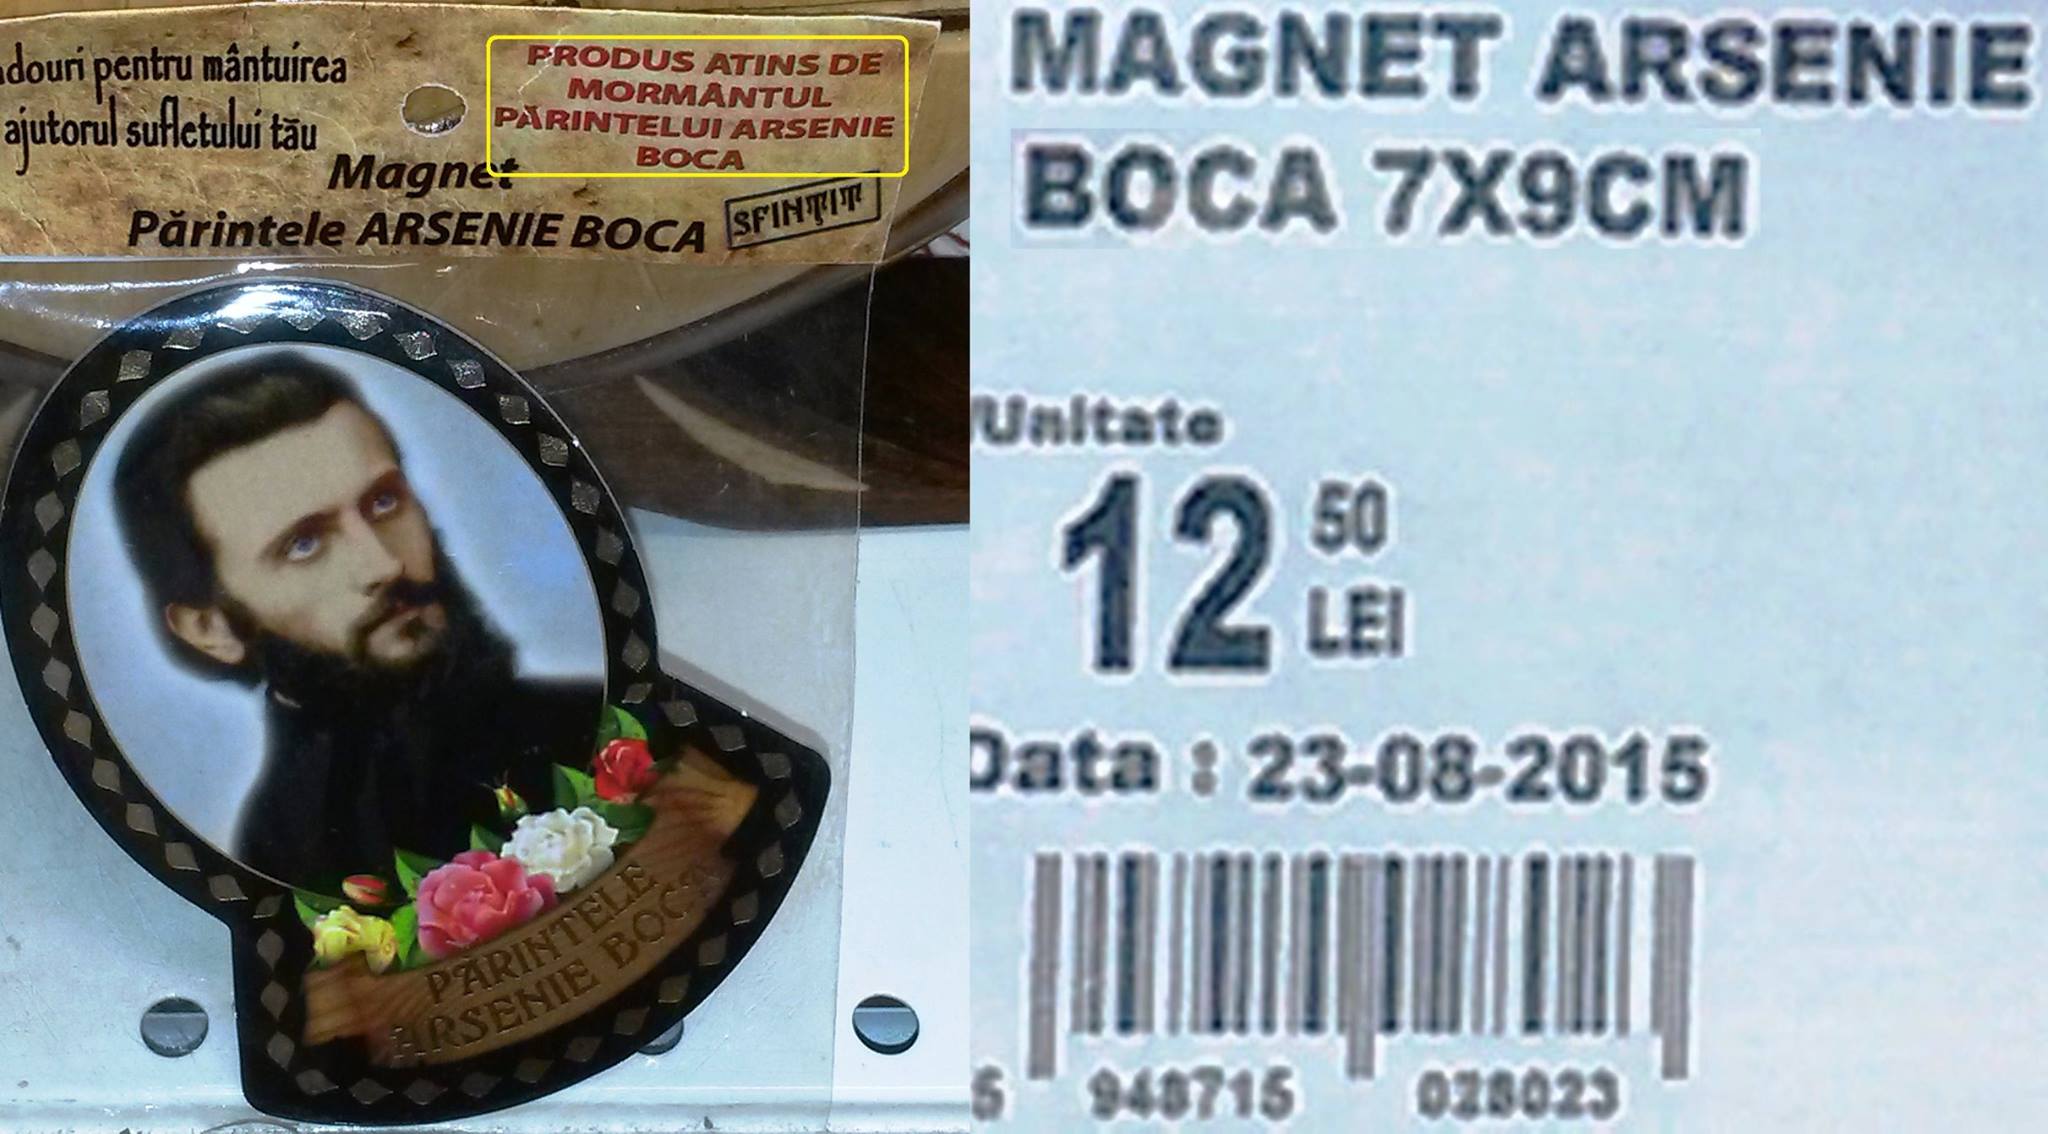 douri pentru mântuirea
ajutorul sufletului tău
PRODUS ATINS DE
MORMÂNTUL
PĂRINTELUI ARSENIE
BOCA
Magnet
Părintele ARSENIE BOCA
SFINȚIT
PĂRINTELE
ARSENIE BOCA
MAGNET ARSENIE
BOCA 7X9CM
/Unitate
12 50
LEI
Data : 23-08-2015
5 948715 028023